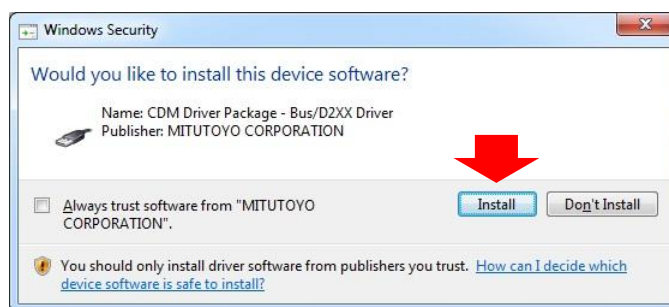 Windows Security
Would you like to install this device software?
Name: CDM Driver Package - Bus/D2XX Driver
Publisher: MITUTOYO CORPORATION
Always trust software from "MITUTOYO
CORPORATION".
Install
Don't Install
You should only install driver software from publishers you trust. How can I decide which
device software is safe to install?